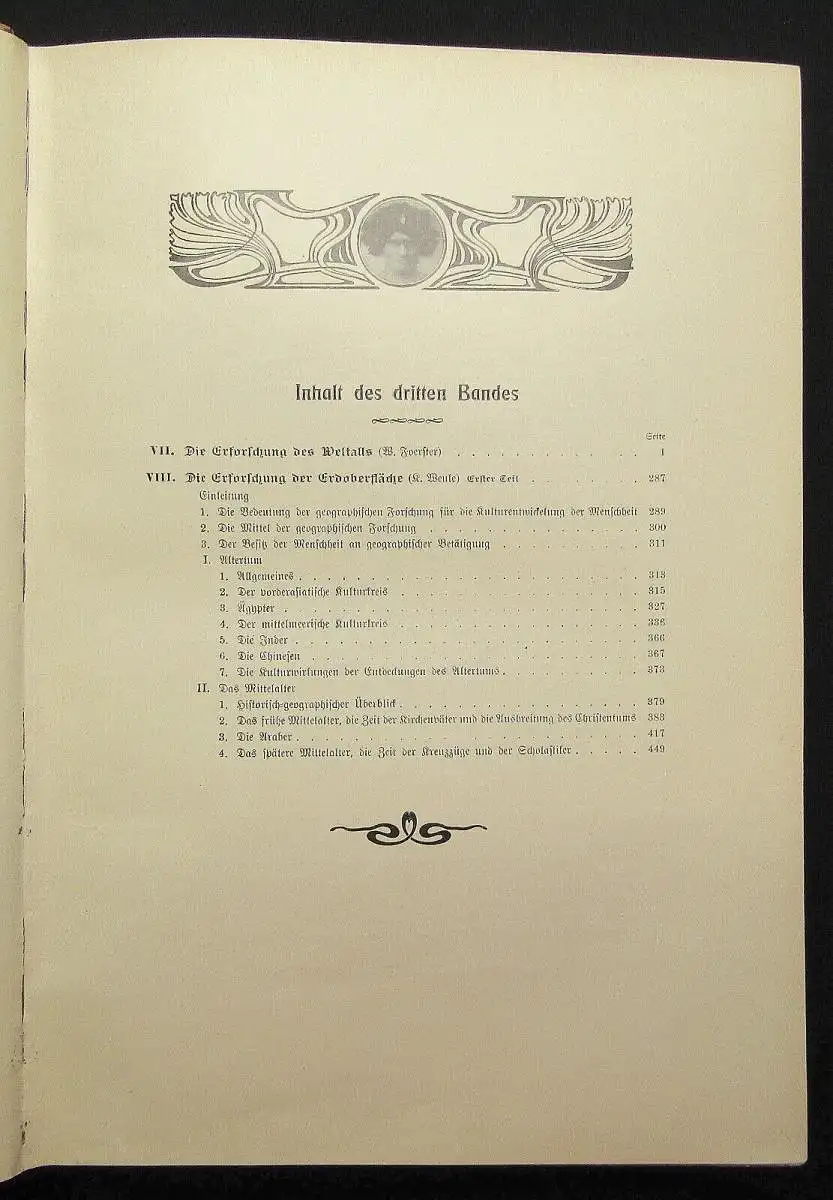 Inhalt des dritten Bandes
Seite
VII. Die Erforschung des Weltalls (W. Foerster) . . . . . . . . . . . . 1
VIII. Die Erforschung der Erdoberfläche (K. Weule) Erster Teil . . . . . . . 287
Einleitung
1. Die Bedeutung der geographischen Forschung für die Kulturentwickelung der Menschheit 289
2. Die Mittel der geographischen Forschung . . . . . . . . . . . . . 300
3. Der Besitz der Menschheit an geographischer Betätigung . . . . . . . . . 311
I. Altertum
1. Allgemeines . . . . . . . . . . . . . . . . . . . . . . . 313
2. Der vorderasiatische Kulturkreis . . . . . . . . . . . . . . . . 315
3. Ägypter . . . . . . . . . . . . . . . . . . . . . . . . 327
4. Der mittelmeerische Kulturkreis . . . . . . . . . . . . . . . . 336
5. Die Inder . . . . . . . . . . . . . . . . . . . . . . . 366
6. Die Chinesen . . . . . . . . . . . . . . . . . . . . . . 367
7. Die Kulturwirkungen der Entdeckungen des Altertums . . . . . . . . . 373
II. Das Mittelalter
1. Historisch-geographischer Überblick . . . . . . . . . . . . . . . 379
2. Das frühe Mittelalter, die Zeit der Kirchenväter und die Ausbreitung des Christentums 383
3. Die Araber . . . . . . . . . . . . . . . . . . . . . . . 417
4. Das spätere Mittelalter, die Zeit der Kreuzzüge und der Scholastiker . . . . . 449